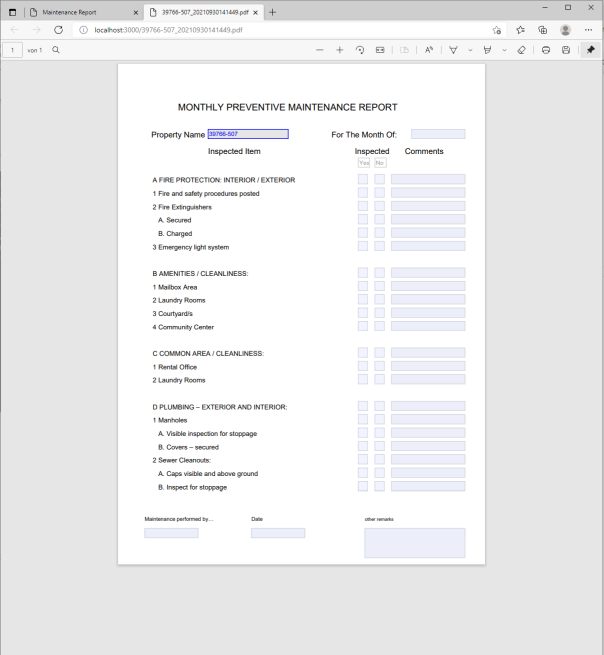 Maintenance Report
39766-507_20210930141449.pdf
localhost:3000/39766-507_20210930141449.pdf
1 von 1
MONTHLY PREVENTIVE MAINTENANCE REPORT
Property Name 39766-507 For The Month Of:
Inspected Item Inspected Comments
Yes No
A FIRE PROTECTION: INTERIOR / EXTERIOR
1 Fire and safety procedures posted
2 Fire Extinguishers
A. Secured
B. Charged
3 Emergency light system
B AMENITIES / CLEANLINESS:
1 Mailbox Area
2 Laundry Rooms
3 Courtyard/s
4 Community Center
C COMMON AREA / CLEANLINESS:
1 Rental Office
2 Laundry Rooms
D PLUMBING – EXTERIOR AND INTERIOR:
1 Manholes
A. Visible inspection for stoppage
B. Covers – secured
2 Sewer Cleanouts:
A. Caps visible and above ground
B. Inspect for stoppage
Maintenance performed by... Date other remarks